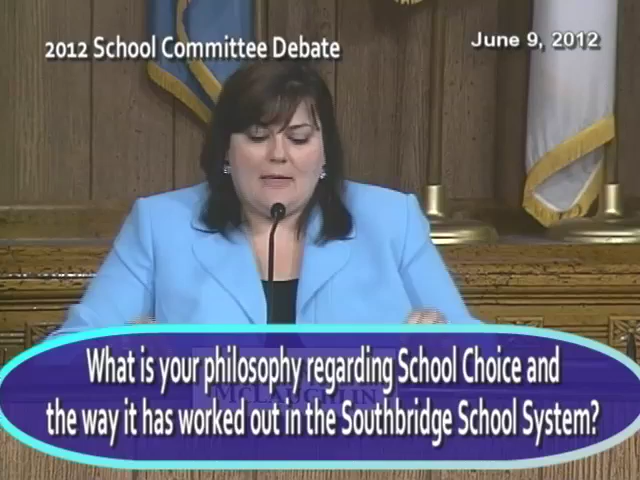 2012 School Committee Debate
June 9, 2012
What is your philosophy regarding School Choice and
the way it has worked out in the Southbridge School System?
McLAUGHLIN